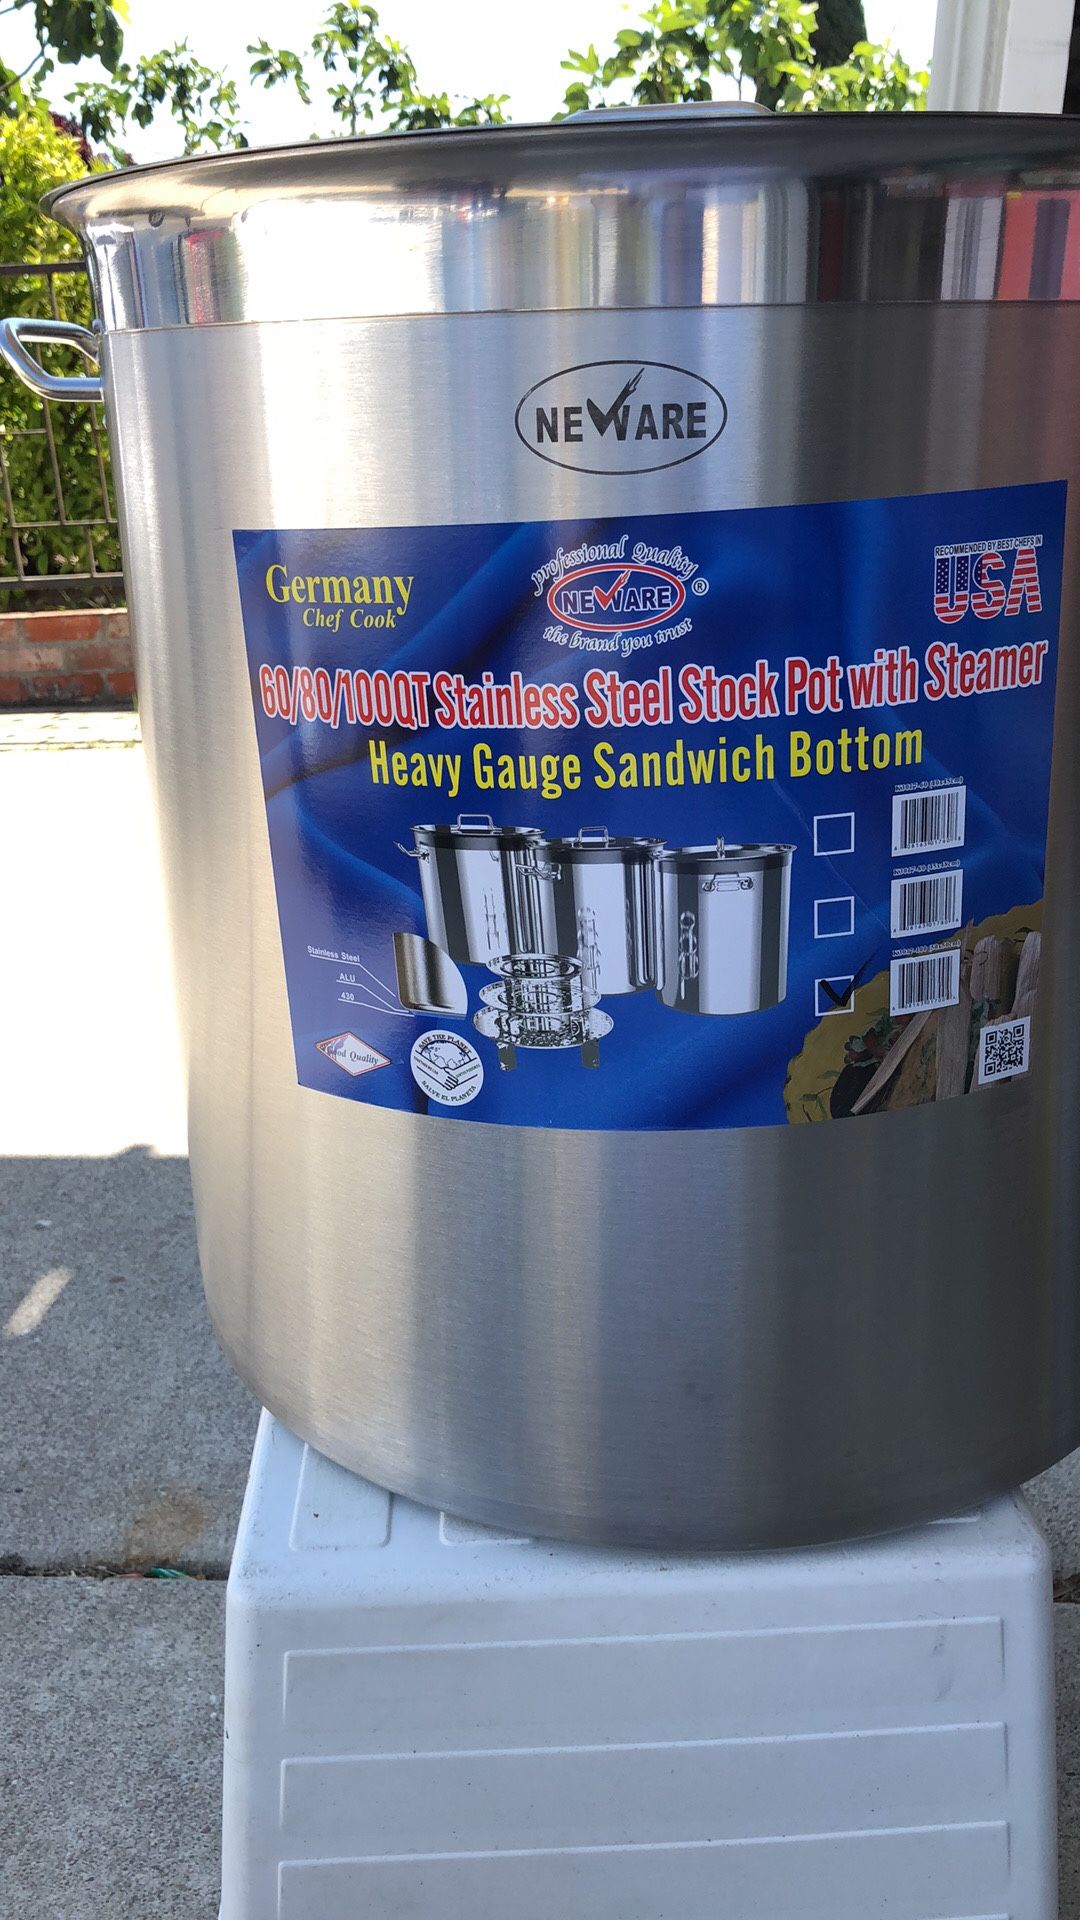 NEWARE
Germany
Chef Cook
professional Quality
NEWARE ®
the brand you trust
RECOMMENDED BY BEST CHEFS IN
USA
60/80/100QT Stainless Steel Stock Pot with Steamer
Heavy Gauge Sandwich Bottom
Stainless Steel
ALU
430
od Quality
SAVE THE PLANET
SALVE EL PLANETA